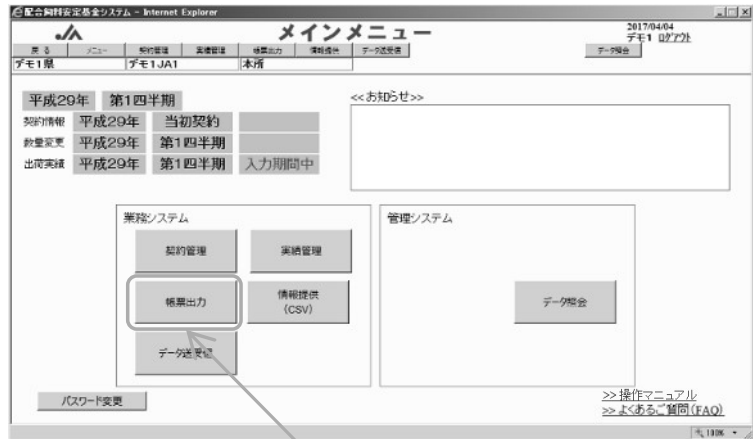 配合飼料安定基金システム - Internet Explorer
JA
メインメニュー
2017/04/04
デモ1 ログアウト
戻る メニュー 契約管理 実績管理 帳票出力 情報提供 データ送受信 データ照会
デモ1県 デモ1JA1 本所
平成29年 第1四半期
<<お知らせ>>
契約情報 平成29年 当初契約
数量変更 平成29年 第1四半期
出荷実績 平成29年 第1四半期 入力期間中
業務システム
管理システム
契約管理 実績管理
帳票出力 情報提供
(CSV)
データ照会
データ送受信
パスワード変更
>> 操作マニュアル
>> よくあるご質問(FAQ)
100%